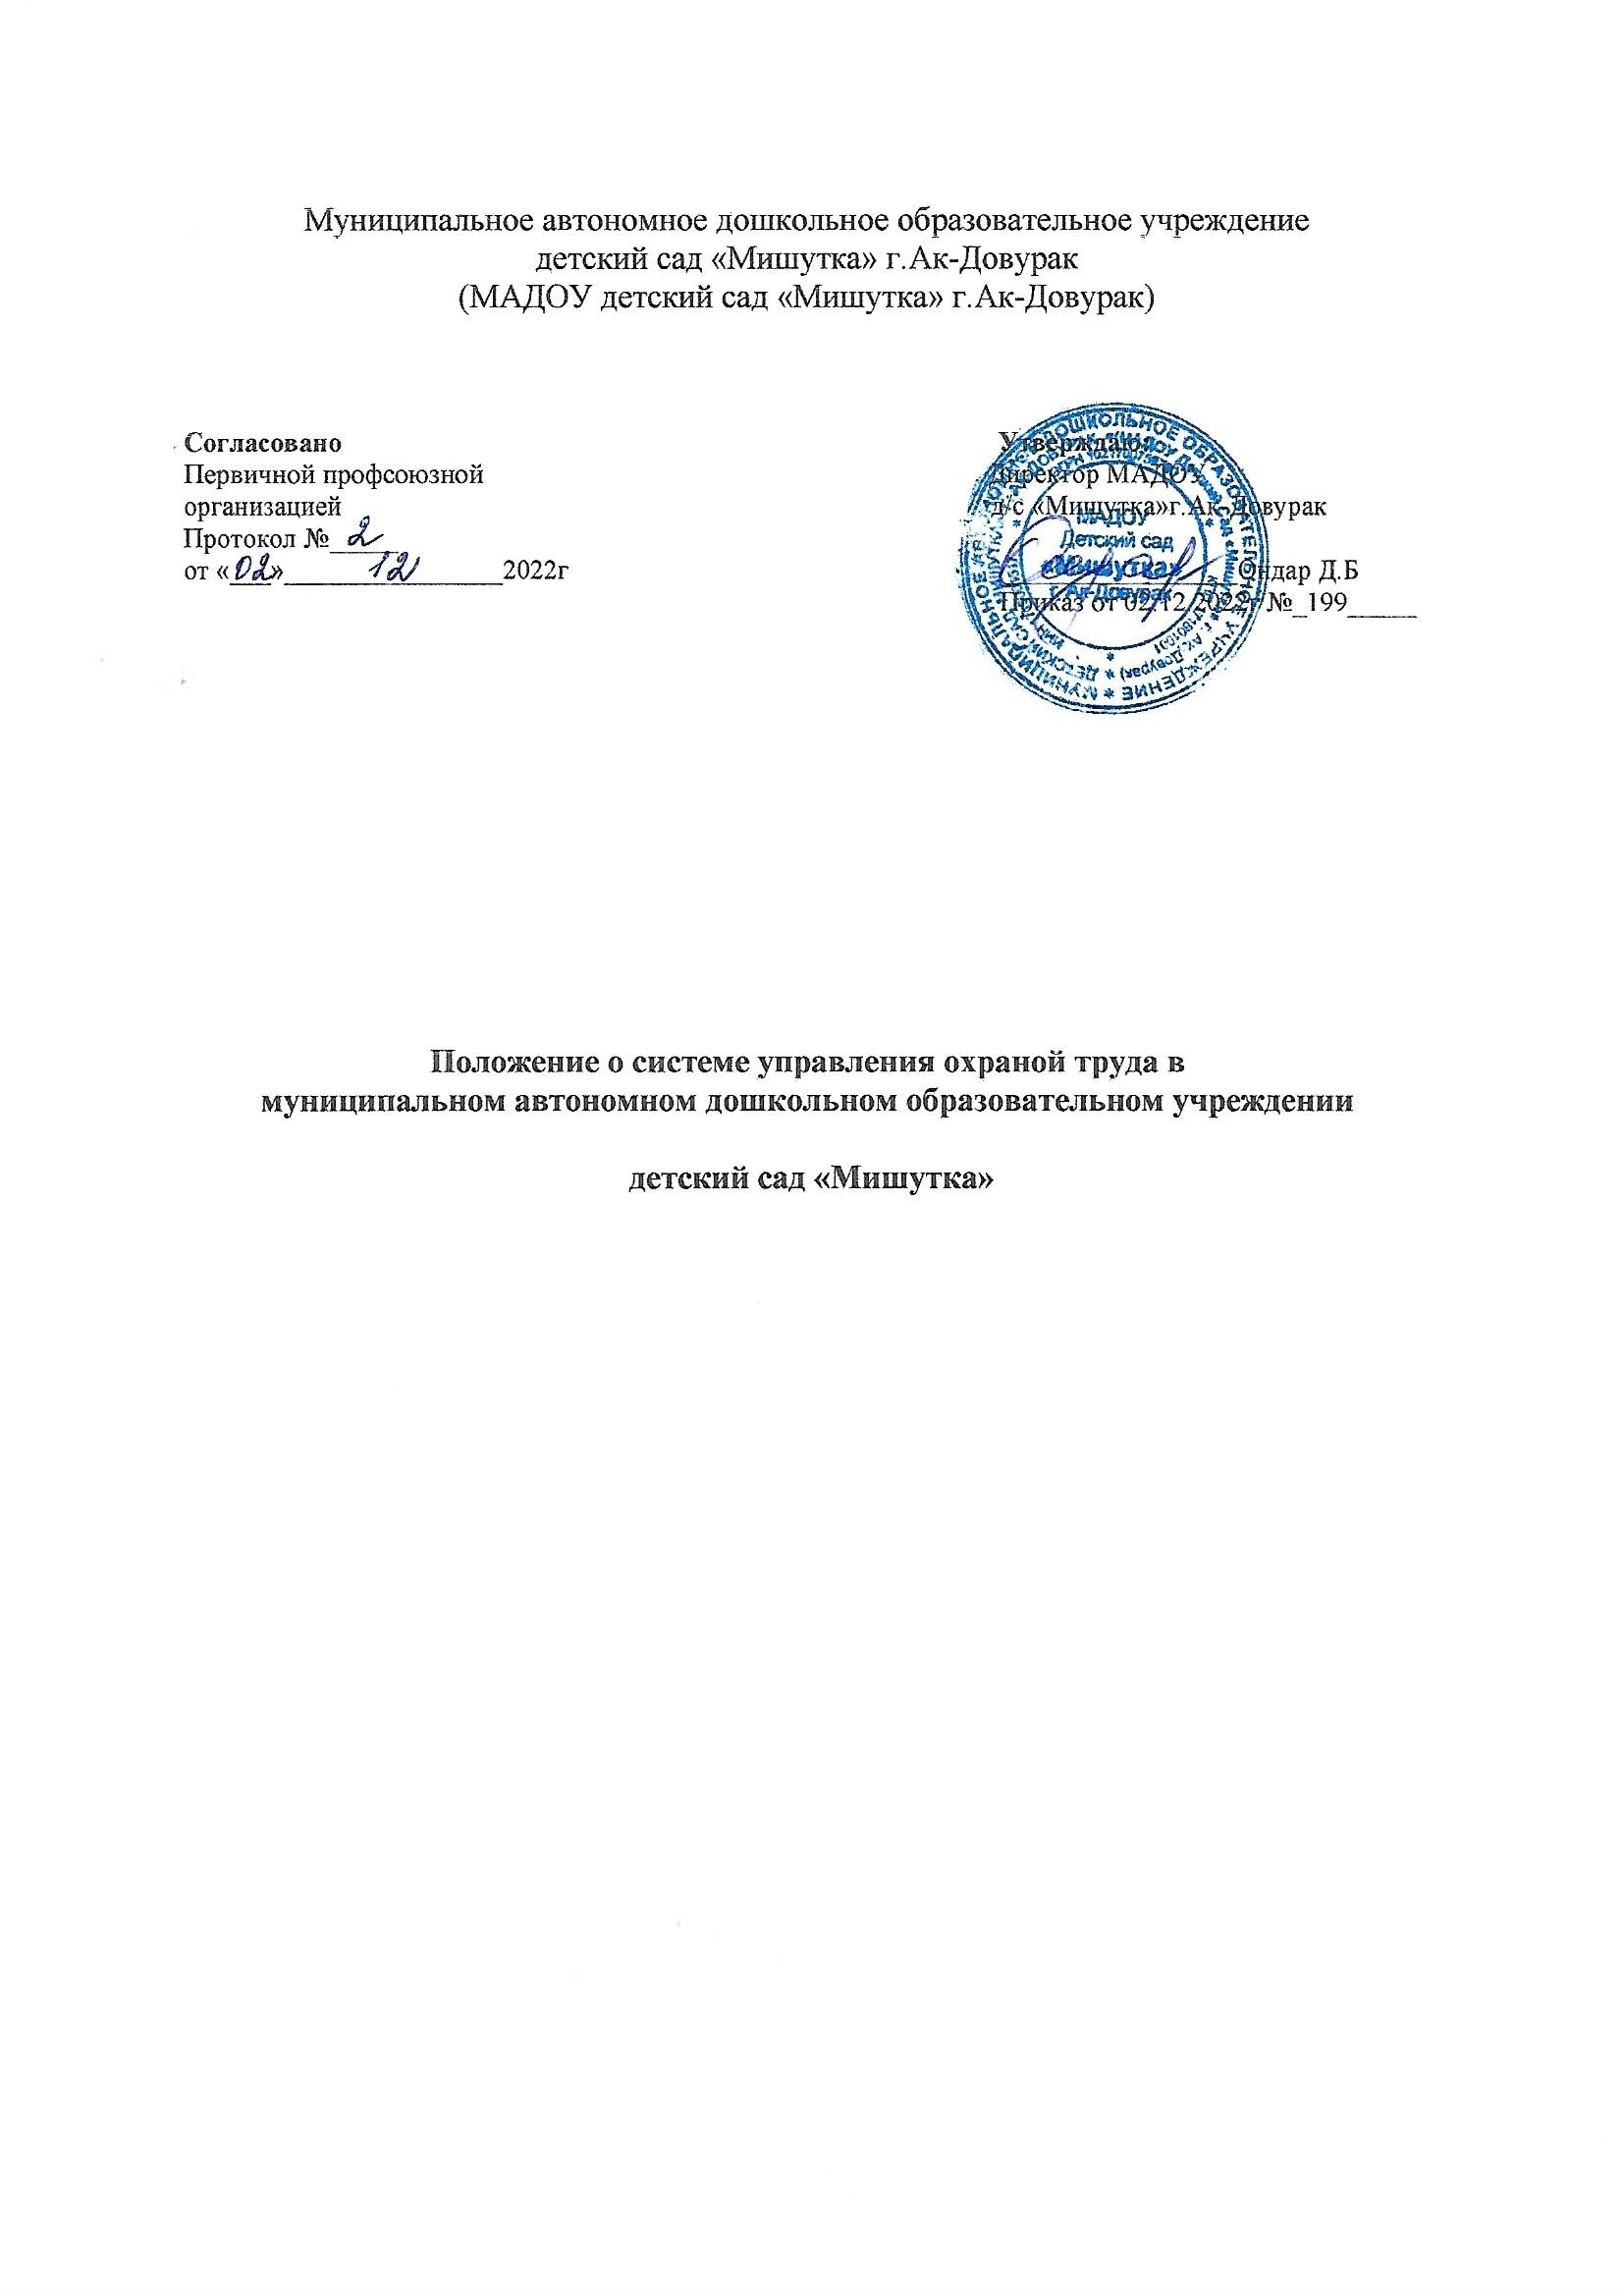 Муниципальное автономное дошкольное образовательное учреждение
детский сад «Мишутка» г.Ак-Довурак
(МАДОУ детский сад «Мишутка» г.Ак-Довурак)
Согласовано
Первичной профсоюзной
организацией
Протокол № 2
от «02» 12 2022г
Утверждаю:
Директор МАДОУ
д/с «Мишутка»г.Ак-Довурак
Ондар Д.Б
Приказ от 02.12.2022г №_199_____
МАДОУ
Детский сад
«Мишутка»
г. Ак-Довурак
Положение о системе управления охраной труда в
муниципальном автономном дошкольном образовательном учреждении
детский сад «Мишутка»